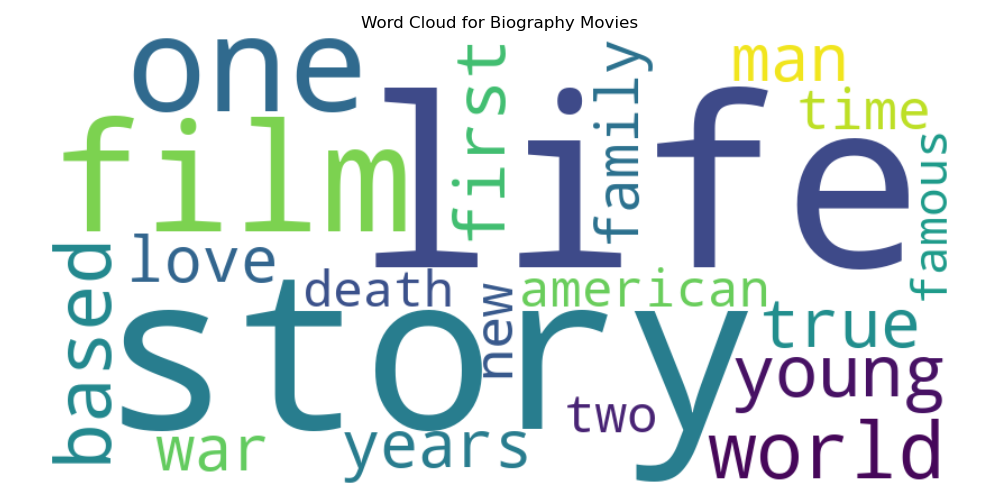 Word Cloud for Biography Movies
one
first
family
man
film
life
time
famous
based
love
death
new
american
story
true
young
two
war
years
world